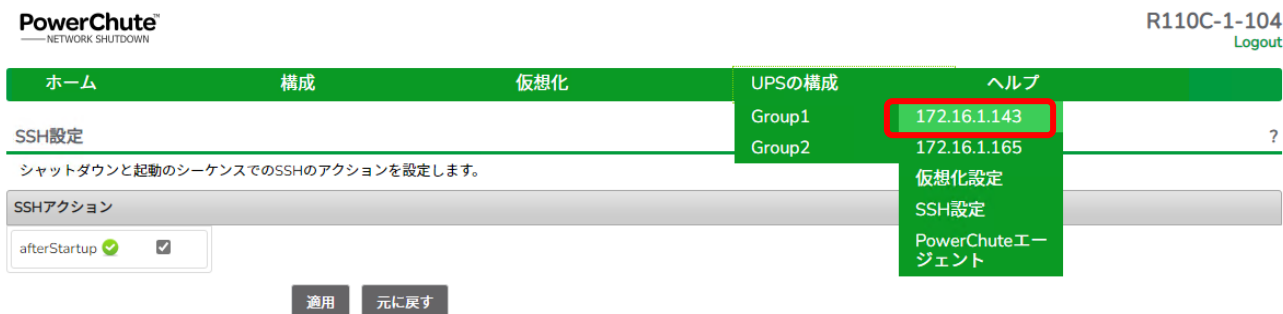 PowerChute™
NETWORK SHUTDOWN
R110C-1-104
Logout
ホーム 構成 仮想化 UPSの構成 ヘルプ
Group1 172.16.1.143
SSH設定 ?
Group2 172.16.1.165
シャットダウンと起動のシーケンスでのSSHのアクションを設定します。
仮想化設定
SSHアクション
SSH設定
afterStartup
PowerChuteエー
ジェント
適用 元に戻す